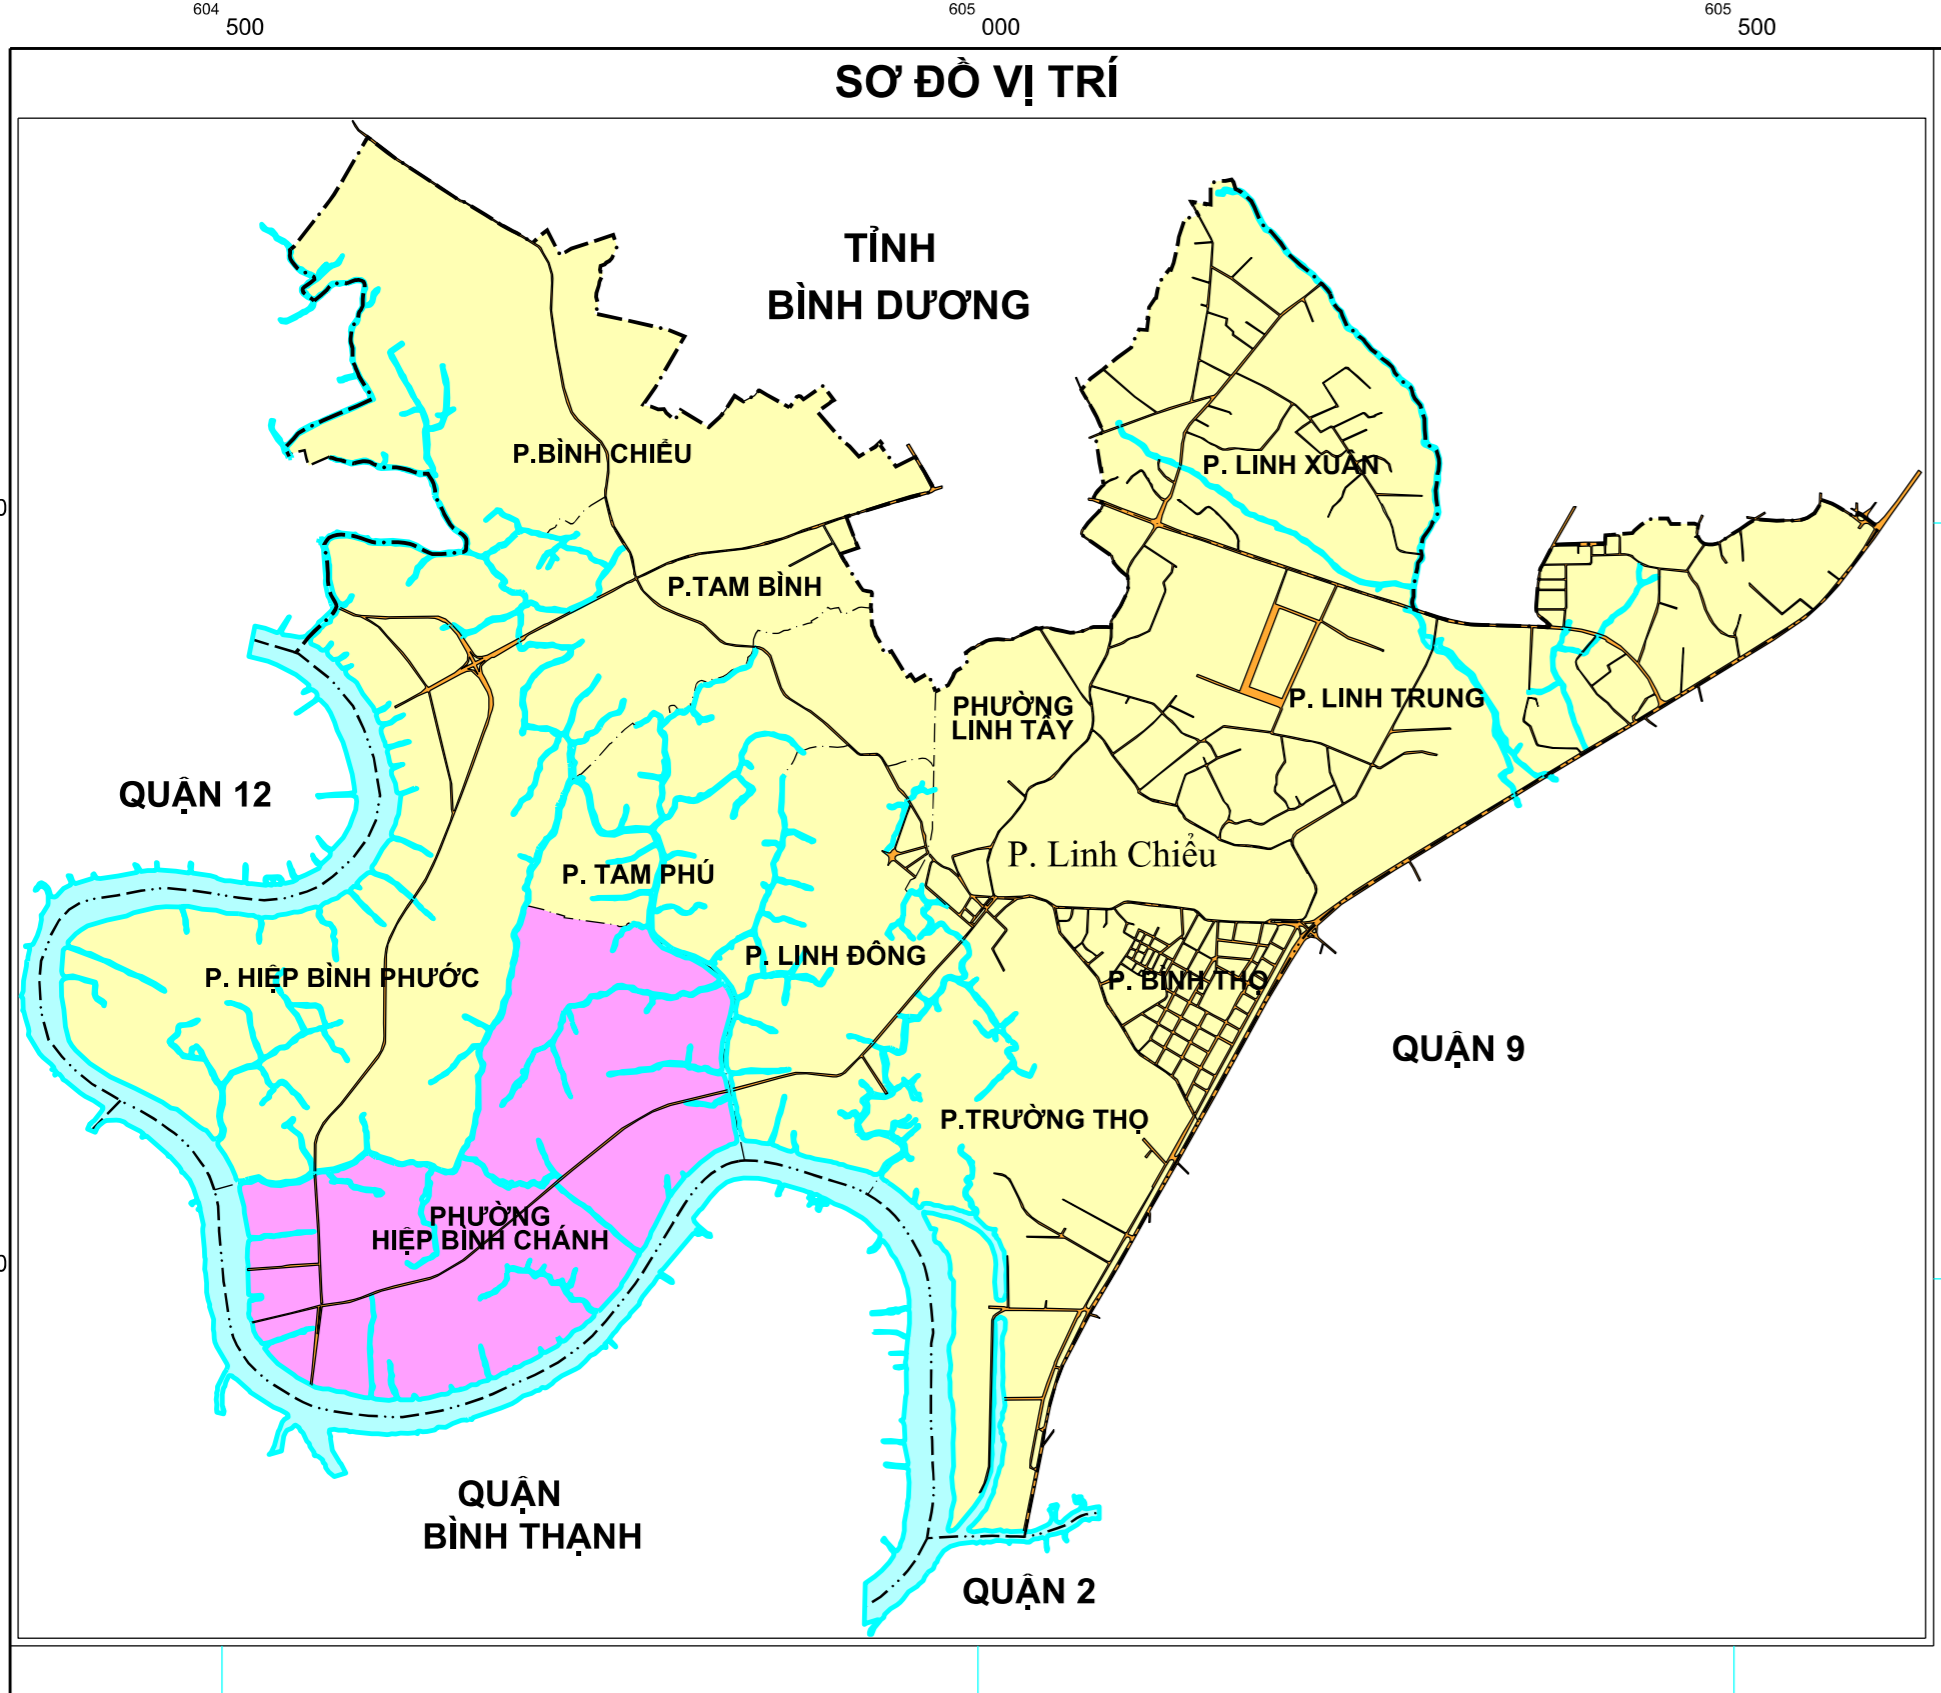 604 500
605 000
605 500
SƠ ĐỒ VỊ TRÍ
TỈNH
BÌNH DƯƠNG
P.BÌNH CHIỂU
P. LINH XUÂN
P.TAM BÌNH
PHƯỜNG
LINH TÂY
P. LINH TRUNG
QUẬN 12
P. Linh Chiểu
P. TAM PHÚ
P. LINH ĐÔNG
P. HIỆP BÌNH PHƯỚC
P. BÌNH THỌ
QUẬN 9
P.TRƯỜNG THỌ
PHƯỜNG
HIỆP BÌNH CHÁNH
QUẬN
BÌNH THẠNH
QUẬN 2
0
0